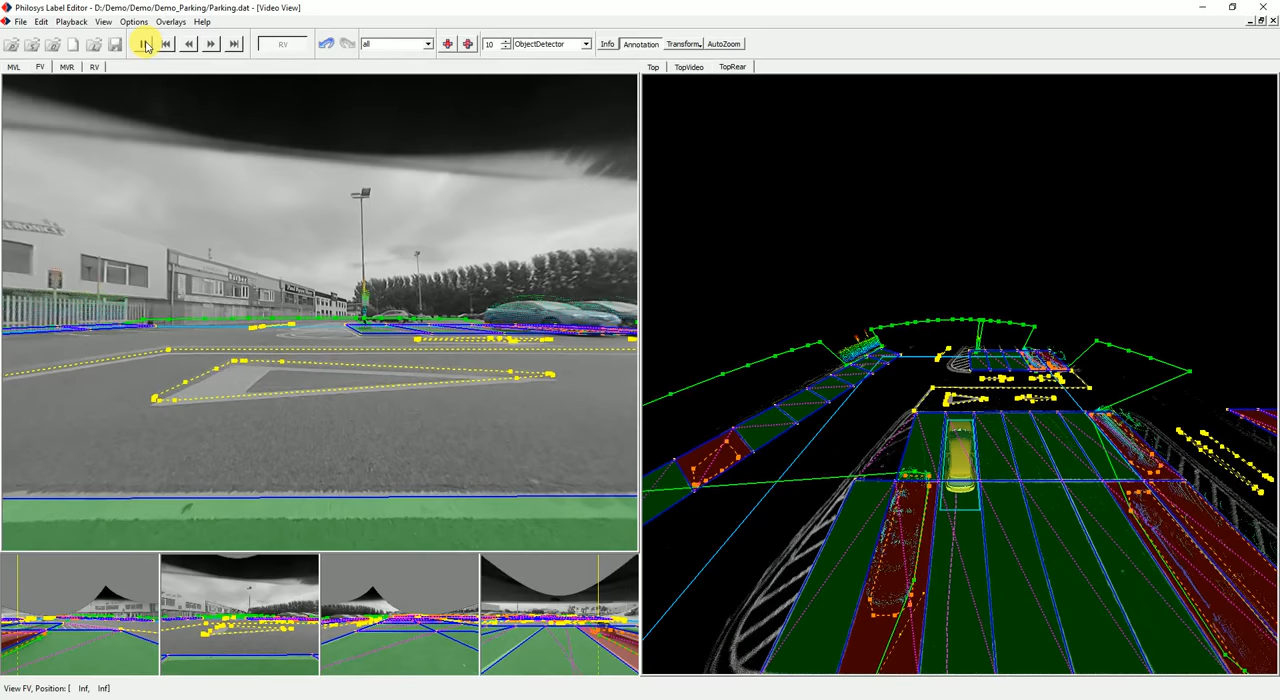 Philosys Label Editor - D:/Demo/Demo/Demo_Parking/Parking.dat - [Video View]
File Edit Playback View Options Overlays Help
RV all 10 ObjectDetector Info Annotation Transform. AutoZoom
MVL FV MVR RV Top TopVideo TopRear
View FV, Position: [ Inf, Inf]